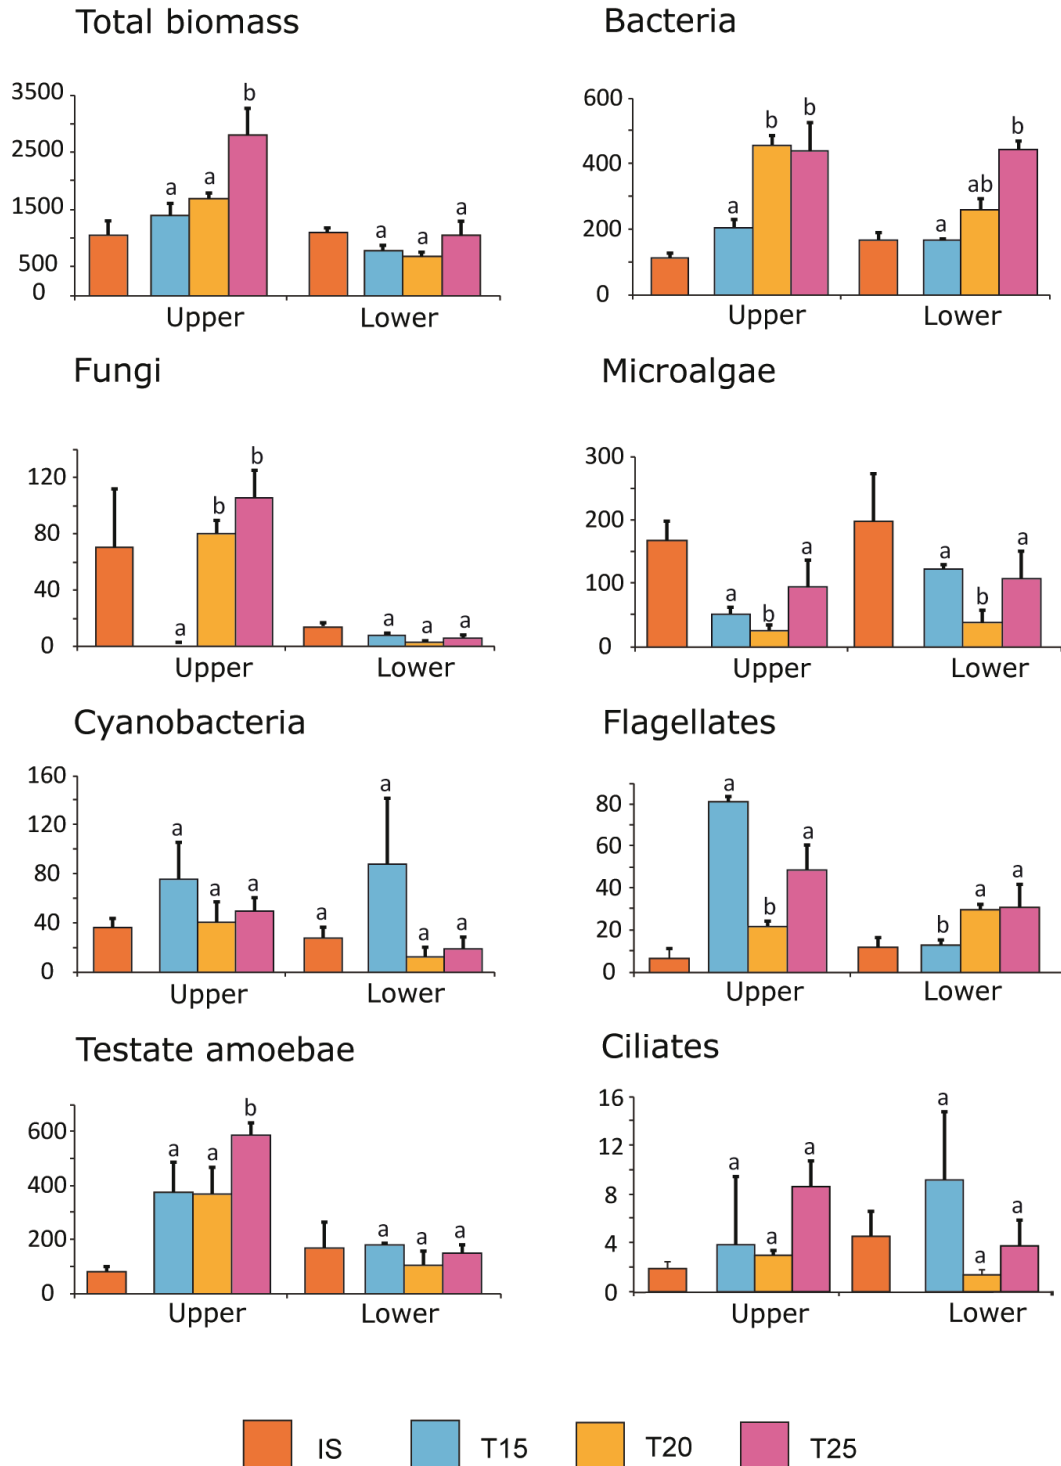 Total biomass
3500
2500
1500
500
0
a
a
b
a
a
a
Upper
Lower
Bacteria
600
400
200
0
a
b
b
a
ab
b
Upper
Lower
Fungi
120
80
40
0
a
b
b
a
a
a
Upper
Lower
Microalgae
300
200
100
0
a
b
a
a
b
a
Upper
Lower
Cyanobacteria
160
120
80
40
0
a
a
a
a
a
a
a
Upper
Lower
Flagellates
80
60
40
20
0
a
b
a
b
a
a
Upper
Lower
Testate amoebae
600
400
200
0
a
a
b
a
a
a
Upper
Lower
Ciliates
16
12
8
4
0
a
a
a
a
a
a
Upper
Lower
IS T15 T20 T25